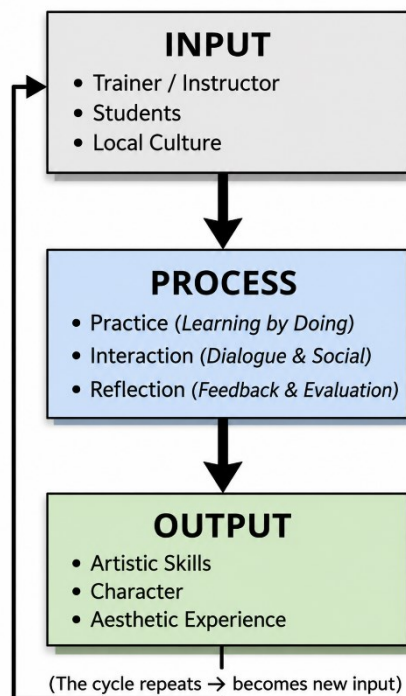 INPUT
• Trainer / Instructor
• Students
• Local Culture
PROCESS
• Practice (Learning by Doing)
• Interaction (Dialogue & Social)
• Reflection (Feedback & Evaluation)
OUTPUT
• Artistic Skills
• Character
• Aesthetic Experience
(The cycle repeats → becomes new input)